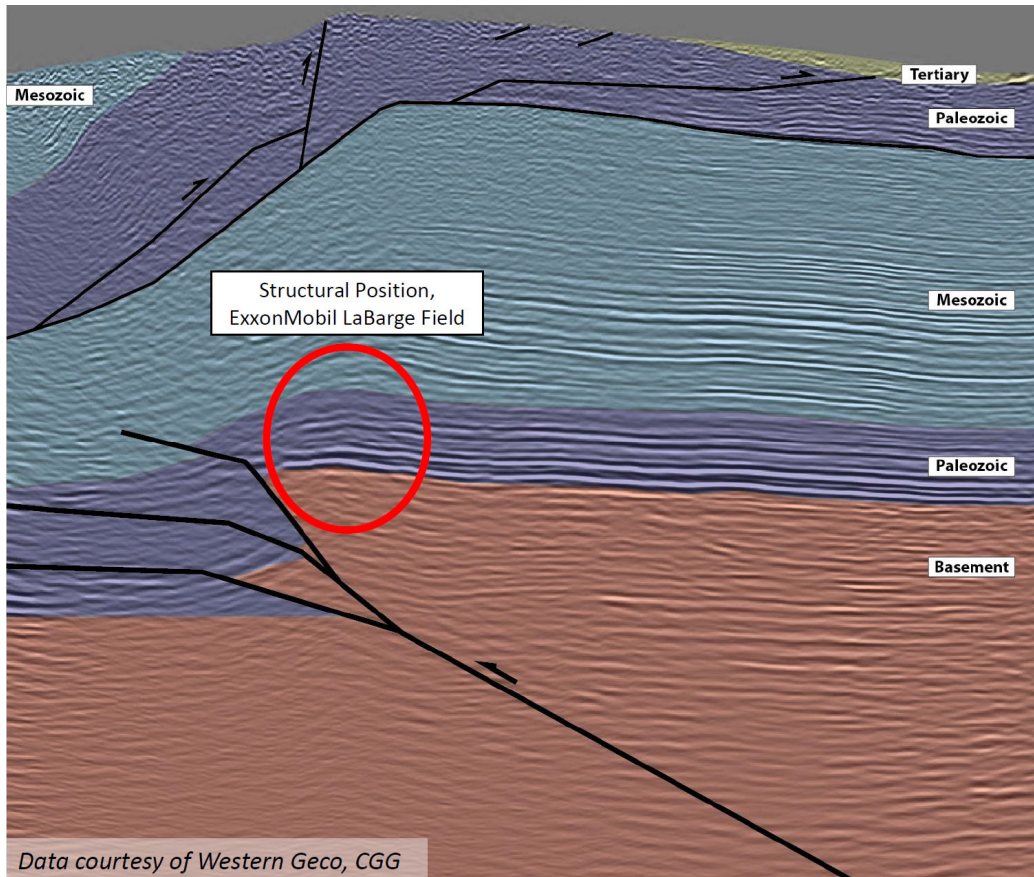 Mesozoic
Tertiary
Paleozoic
Structural Position,
ExxonMobil LaBarge Field
Mesozoic
Paleozoic
Basement
Data courtesy of Western Geco, CGG